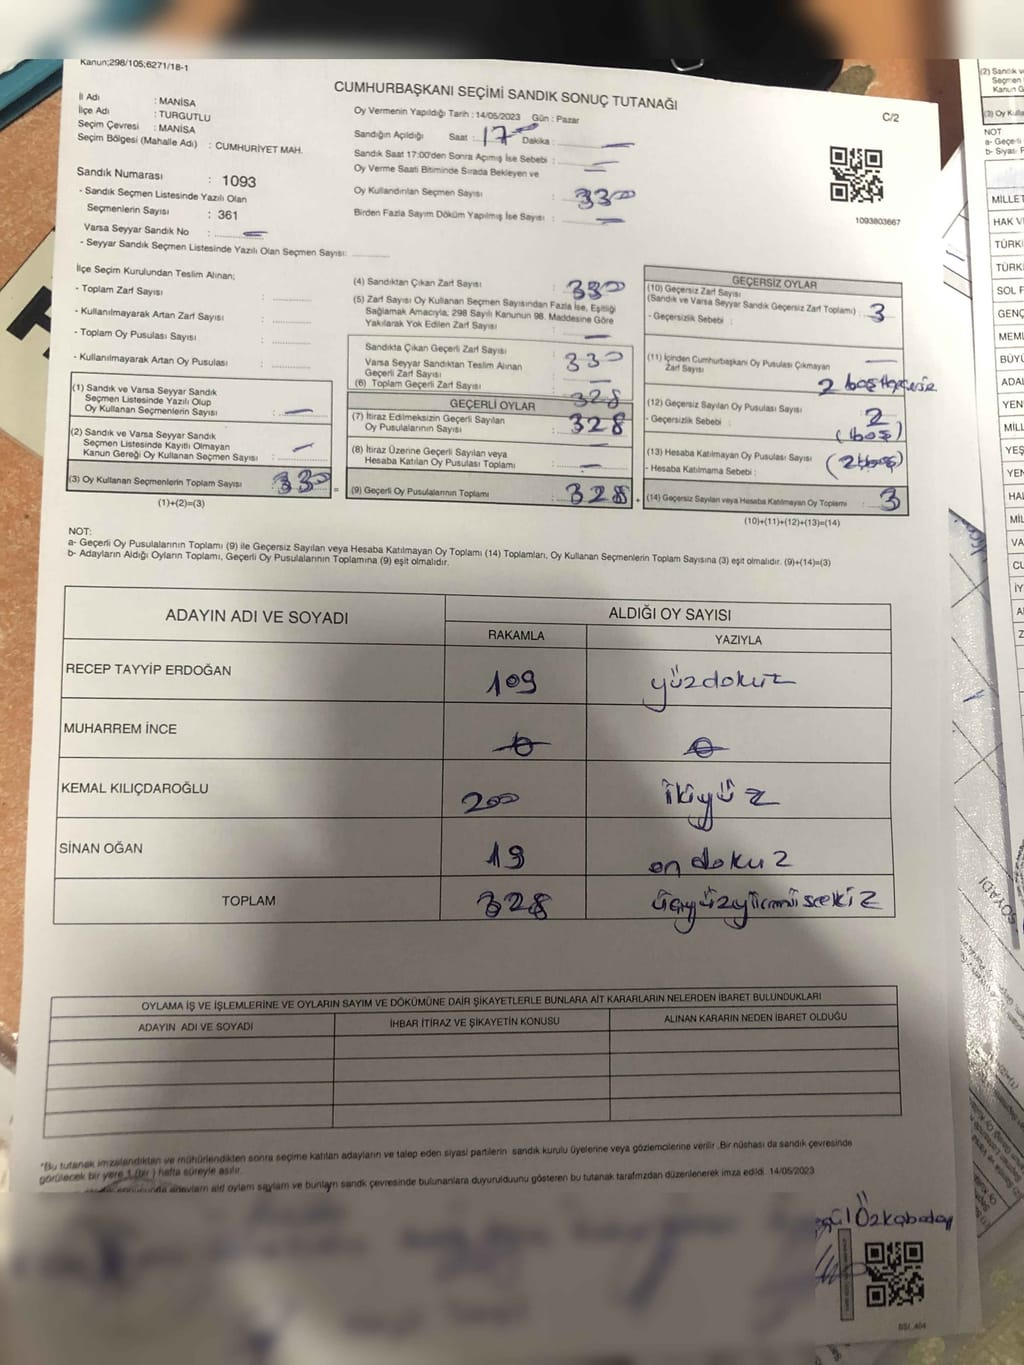 Kanun;298/105;6271/18-1
CUMHURBAŞKANI SEÇİMİ SANDIK SONUÇ TUTANAĞI
C/2
İl Adı : MANİSA
İlçe Adı : TURGUTLU
Seçim Çevresi : MANİSA
Seçim Bölgesi (Mahalle Adı) : CUMHURİYET MAH.
Sandık Numarası : 1093
- Sandık Seçmen Listesinde Yazılı Olan
Seçmenlerin Sayısı : 361
Varsa Seyyar Sandık No : —
- Seyyar Sandık Seçmen Listesinde Yazılı Olan Seçmen Sayısı:
Oy Vermenin Yapıldığı Tarih : 14/05/2023 Gün : Pazar
Sandığın Açıldığı Saat : 17 Dakika : —
Sandık Saat 17:00'den Sonra Açımış İse Sebebi : —
Oy Verme Saati Bitiminde Sırada Bekleyen ve
Oy Kullandırılan Seçmen Sayısı : 330
Birden Fazla Sayım Döküm Yapılmış İse Sayısı : —
1093803667
İlçe Seçim Kurulundan Teslim Alınan;
- Toplam Zarf Sayısı :
- Kullanılmayarak Artan Zarf Sayısı :
- Toplam Oy Pusulası Sayısı :
- Kullanılmayarak Artan Oy Pusulası :
(1) Sandık ve Varsa Seyyar Sandık
Seçmen Listesinde Yazılı Olup
Oy Kullanan Seçmenlerin Sayısı : —
(2) Sandık ve Varsa Seyyar Sandık
Seçmen Listesinde Kayıtlı Olmayan
Kanun Gereği Oy Kullanan Seçmen Sayısı : —
(3) Oy Kullanan Seçmenlerin Toplam Sayısı 330
(1)+(2)=(3)
=
(4) Sandıktan Çıkan Zarf Sayısı : 330
(5) Zarf Sayısı Oy Kullanan Seçmen Sayısından Fazla İse, Eşitliği
Sağlamak Amacıyla, 298 Sayılı Kanunun 98. Maddesine Göre
Yakılarak Yok Edilen Zarf Sayısı : —
Sandıkta Çıkan Geçerli Zarf Sayısı : 330
Varsa Seyyar Sandıktan Teslim Alınan
Geçerli Zarf Sayısı : —
(6) Toplam Geçerli Zarf Sayısı : 328
GEÇERLİ OYLAR
(7) İtiraz Edilmeksizin Geçerli Sayılan
Oy Pusulalarının Sayısı : 328
(8) İtiraz Üzerine Geçerli Sayılan veya
Hesaba Katılan Oy Pusulası Toplamı : —
(9) Geçerli Oy Pusulalarının Toplamı : 328
+
GEÇERSİZ OYLAR
(10) Geçersiz Zarf Sayısı
(Sandık ve Varsa Seyyar Sandık Geçersiz Zarf Toplamı) : 3
- Geçersizlik Sebebi :
(11) İçinden Cumhurbaşkanı Oy Pusulası Çıkmayan
Zarf Sayısı —
2 boş
(12) Geçersiz Sayılan Oy Pusulası Sayısı 2
- Geçersizlik Sebebi : (boş)
(13) Hesaba Katılmayan Oy Pusulası Sayısı (2 boş)
- Hesaba Katılmama Sebebi :
(14) Geçersiz Sayılan veya Hesaba Katılmayan Oy Toplamı : 3
(10)+(11)+(12)+(13)=(14)
NOT:
a- Geçerli Oy Pusulalarının Toplamı (9) ile Geçersiz Sayılan veya Hesaba Katılmayan Oy Toplamı (14) Toplamları, Oy Kullanan Seçmenlerin Toplam Sayısına (3) eşit olmalıdır. (9)+(14)=(3)
b- Adayların Aldığı Oyların Toplamı, Geçerli Oy Pusulalarının Toplamına (9) eşit olmalıdır.
ADAYIN ADI VE SOYADI
ALDIĞI OY SAYISI
RAKAMLA YAZIYLA
RECEP TAYYİP ERDOĞAN 109 yüzdokuz
MUHARREM İNCE 0 0
KEMAL KILIÇDAROĞLU 200 ikiyüz
SİNAN OĞAN 19 on dokuz
TOPLAM 328 üçyüzyirmisekiz
OYLAMA İŞ VE İŞLEMLERİNE VE OYLARIN SAYIM VE DÖKÜMÜNE DAİR ŞİKAYETLERLE BUNLARA AİT KARARLARIN NELERDEN İBARET BULUNDUKLARI
ADAYIN ADI VE SOYADI İHBAR İTİRAZ VE ŞİKAYETİN KONUSU ALINAN KARARIN NEDEN İBARET OLDUĞU
*Bu tutanak imzalandıktan ve mühürlendikten sonra seçime katılan adayların ve talep eden siyasi partilerin sandık kurulu üyelerine veya gözlemcilerine verilir .Bir nüshası da sandık çevresinde
görülecek bir yere 1 (bir ) hafta süreyle asılır.
bulunanlara duyurulduunu gösteren bu tutanak tarafımzdan düzenlenerek imza edildi. 14/05/2023
Özkabaday